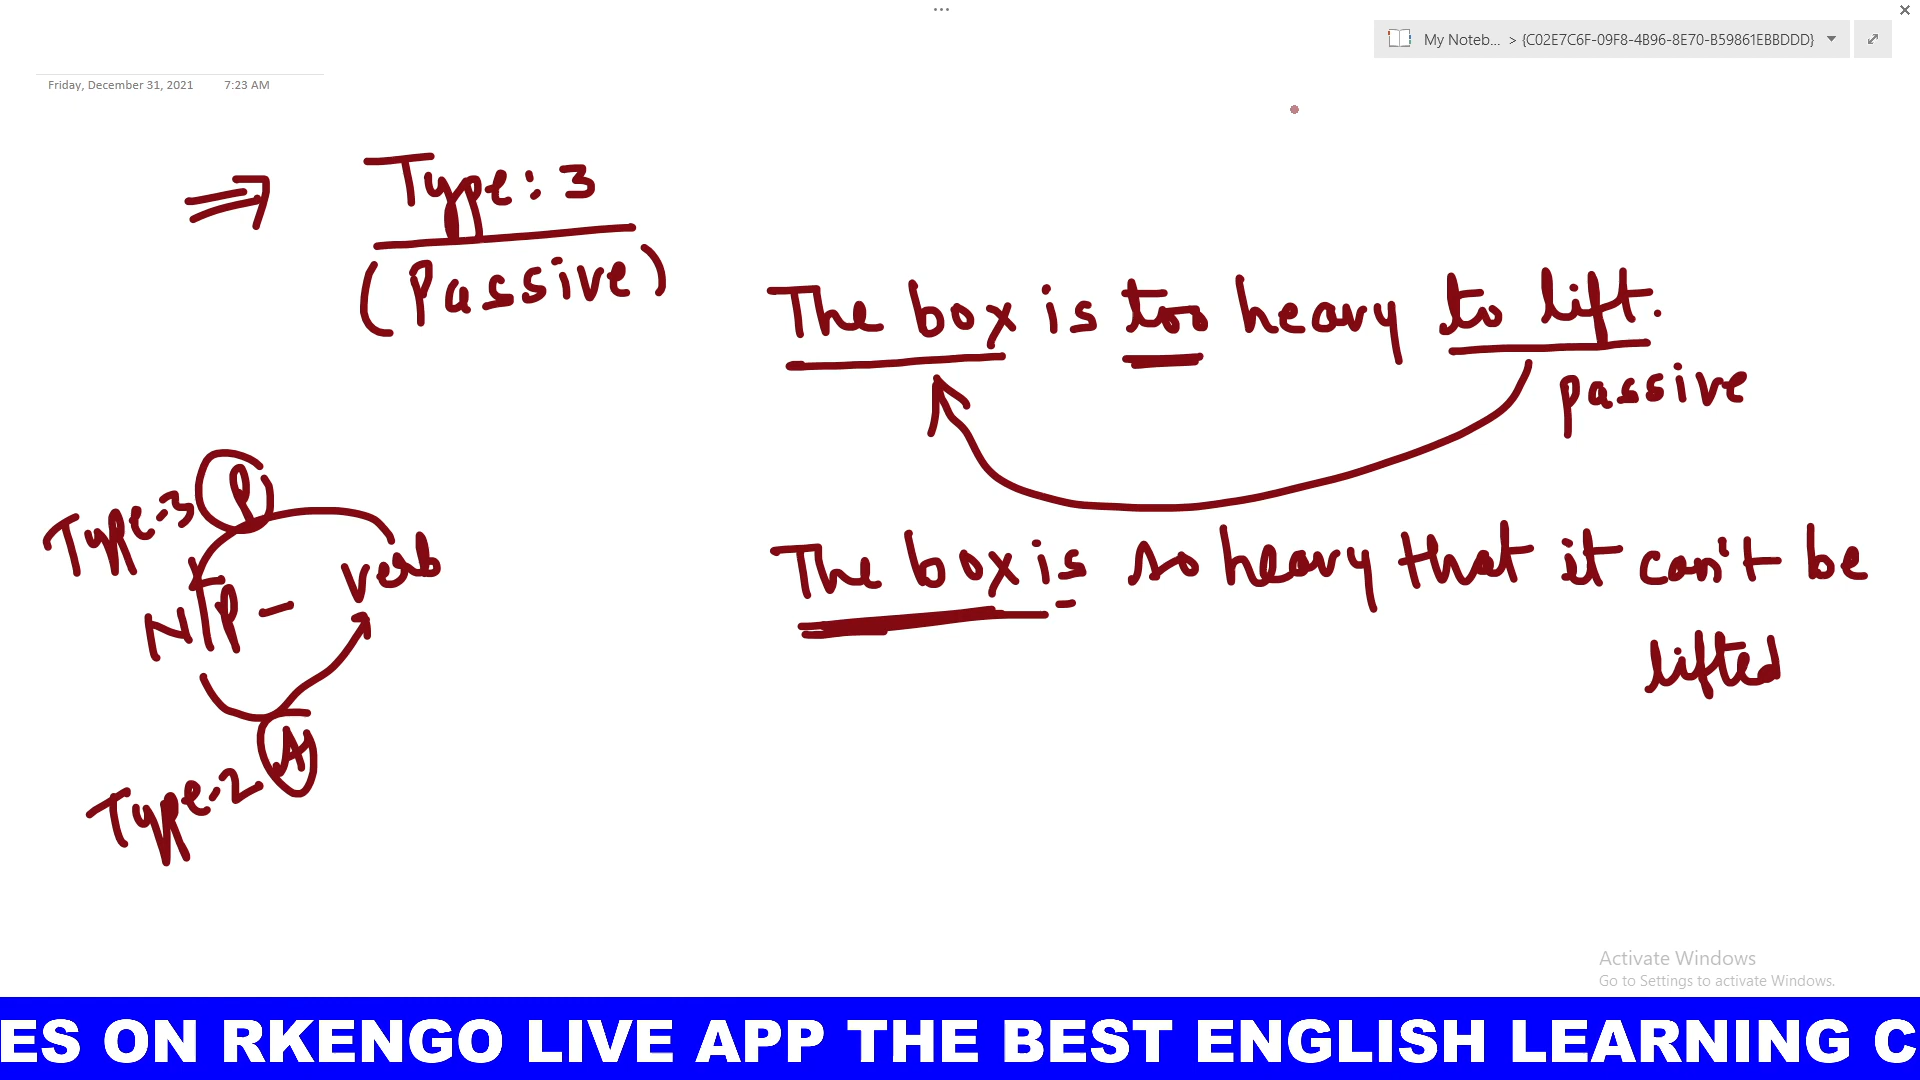 ...
My Noteb... > {C02E7C6F-09F8-4B96-8E70-B59861EBBDDD}
Friday, December 31, 2021 7:23 AM
⇒ Type: 3
(Passive)
The box is too heavy to lift.
passive
Type-3 P
N/P - verb
A
Type-2
The box is so heavy that it can't be
lifted
Activate Windows
Go to Settings to activate Windows.
ES ON RKENGO LIVE APP THE BEST ENGLISH LEARNING C